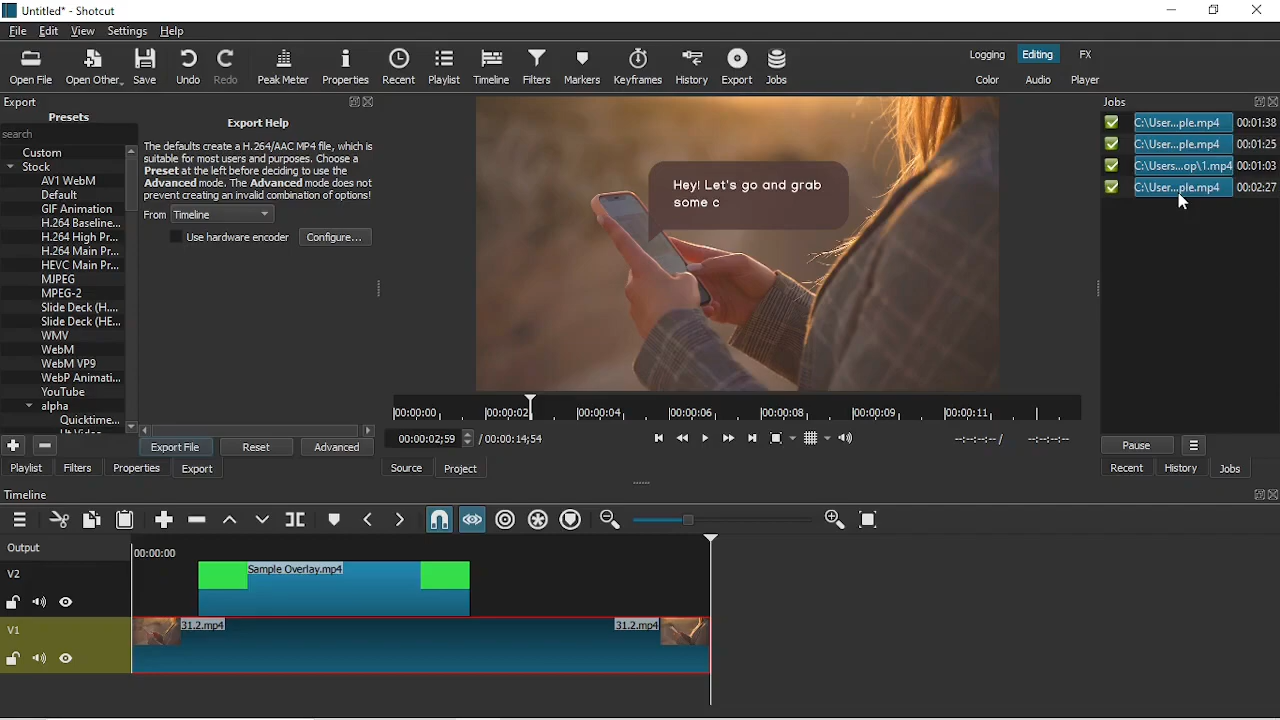 Untitled* - Shotcut
File Edit View Settings Help
Open File Open Other... Save Undo Redo Peak Meter Properties Recent Playlist Timeline Filters Markers Keyframes History Export Jobs
Logging Editing FX
Color Audio Player
Export
Presets
search
Custom
Stock
AV1 WebM
Default
GIF Animation
H.264 Baseline...
H.264 High Pr...
H.264 Main Pr...
HEVC Main Pr...
MJPEG
MPEG-2
Slide Deck (H....
Slide Deck (HE...
WMV
WebM
WebM VP9
WebP Animati...
YouTube
alpha
Quicktime...
Export Help
The defaults create a H.264/AAC MP4 file, which is
suitable for most users and purposes. Choose a
Preset at the left before deciding to use the
Advanced mode. The Advanced mode does not
prevent creating an invalid combination of options!
From Timeline
Use hardware encoder Configure...
Export File Reset Advanced
Playlist Filters Properties Export
Hey! Let's go and grab
some c
00:00:00 00:00:02 00:00:04 00:00:06 00:00:08 00:00:09 00:00:11
00:00:02;59 / 00:00:14;54 --:--:--:-- / --:--:--:--
Source Project
Jobs
C:\User...ple.mp4 00:01:38
C:\User...ple.mp4 00:01:25
C:\Users...op\1.mp4 00:01:03
C:\User...ple.mp4 00:02:27
Pause
Recent History Jobs
Timeline
Output 00:00:00
V2 Sample Overlay.mp4
V1 31.2.mp4 31.2.mp4